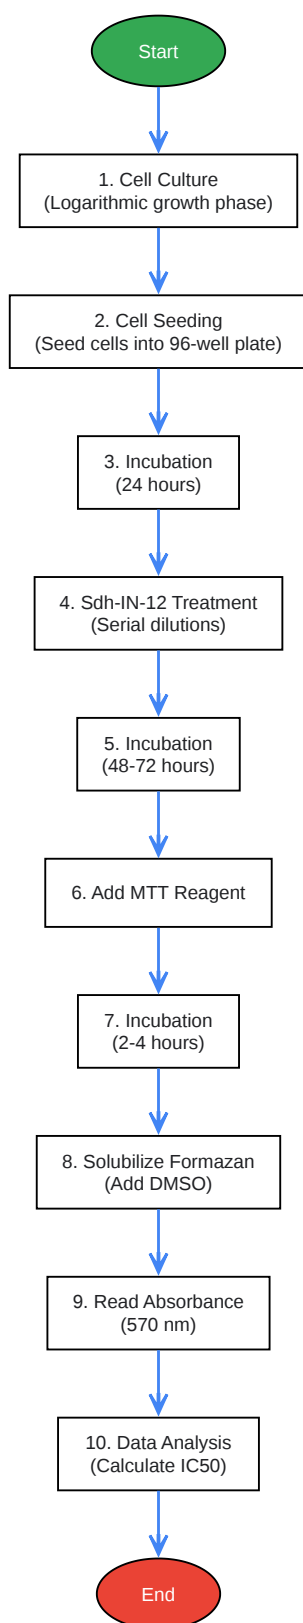 Start
1. Cell Culture
(Logarithmic growth phase)
2. Cell Seeding
(Seed cells into 96-well plate)
3. Incubation
(24 hours)
4. Sdh-IN-12 Treatment
(Serial dilutions)
5. Incubation
(48-72 hours)
6. Add MTT Reagent
7. Incubation
(2-4 hours)
8. Solubilize Formazan
(Add DMSO)
9. Read Absorbance
(570 nm)
10. Data Analysis
(Calculate IC50)
End